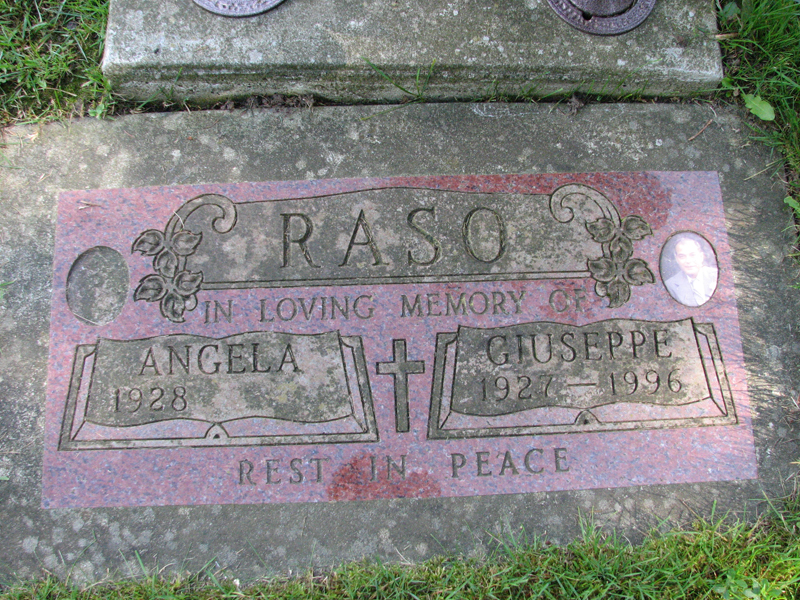 RASO
IN LOVING MEMORY OF
ANGELA
1928
GIUSEPPE
1927 — 1996
REST IN PEACE